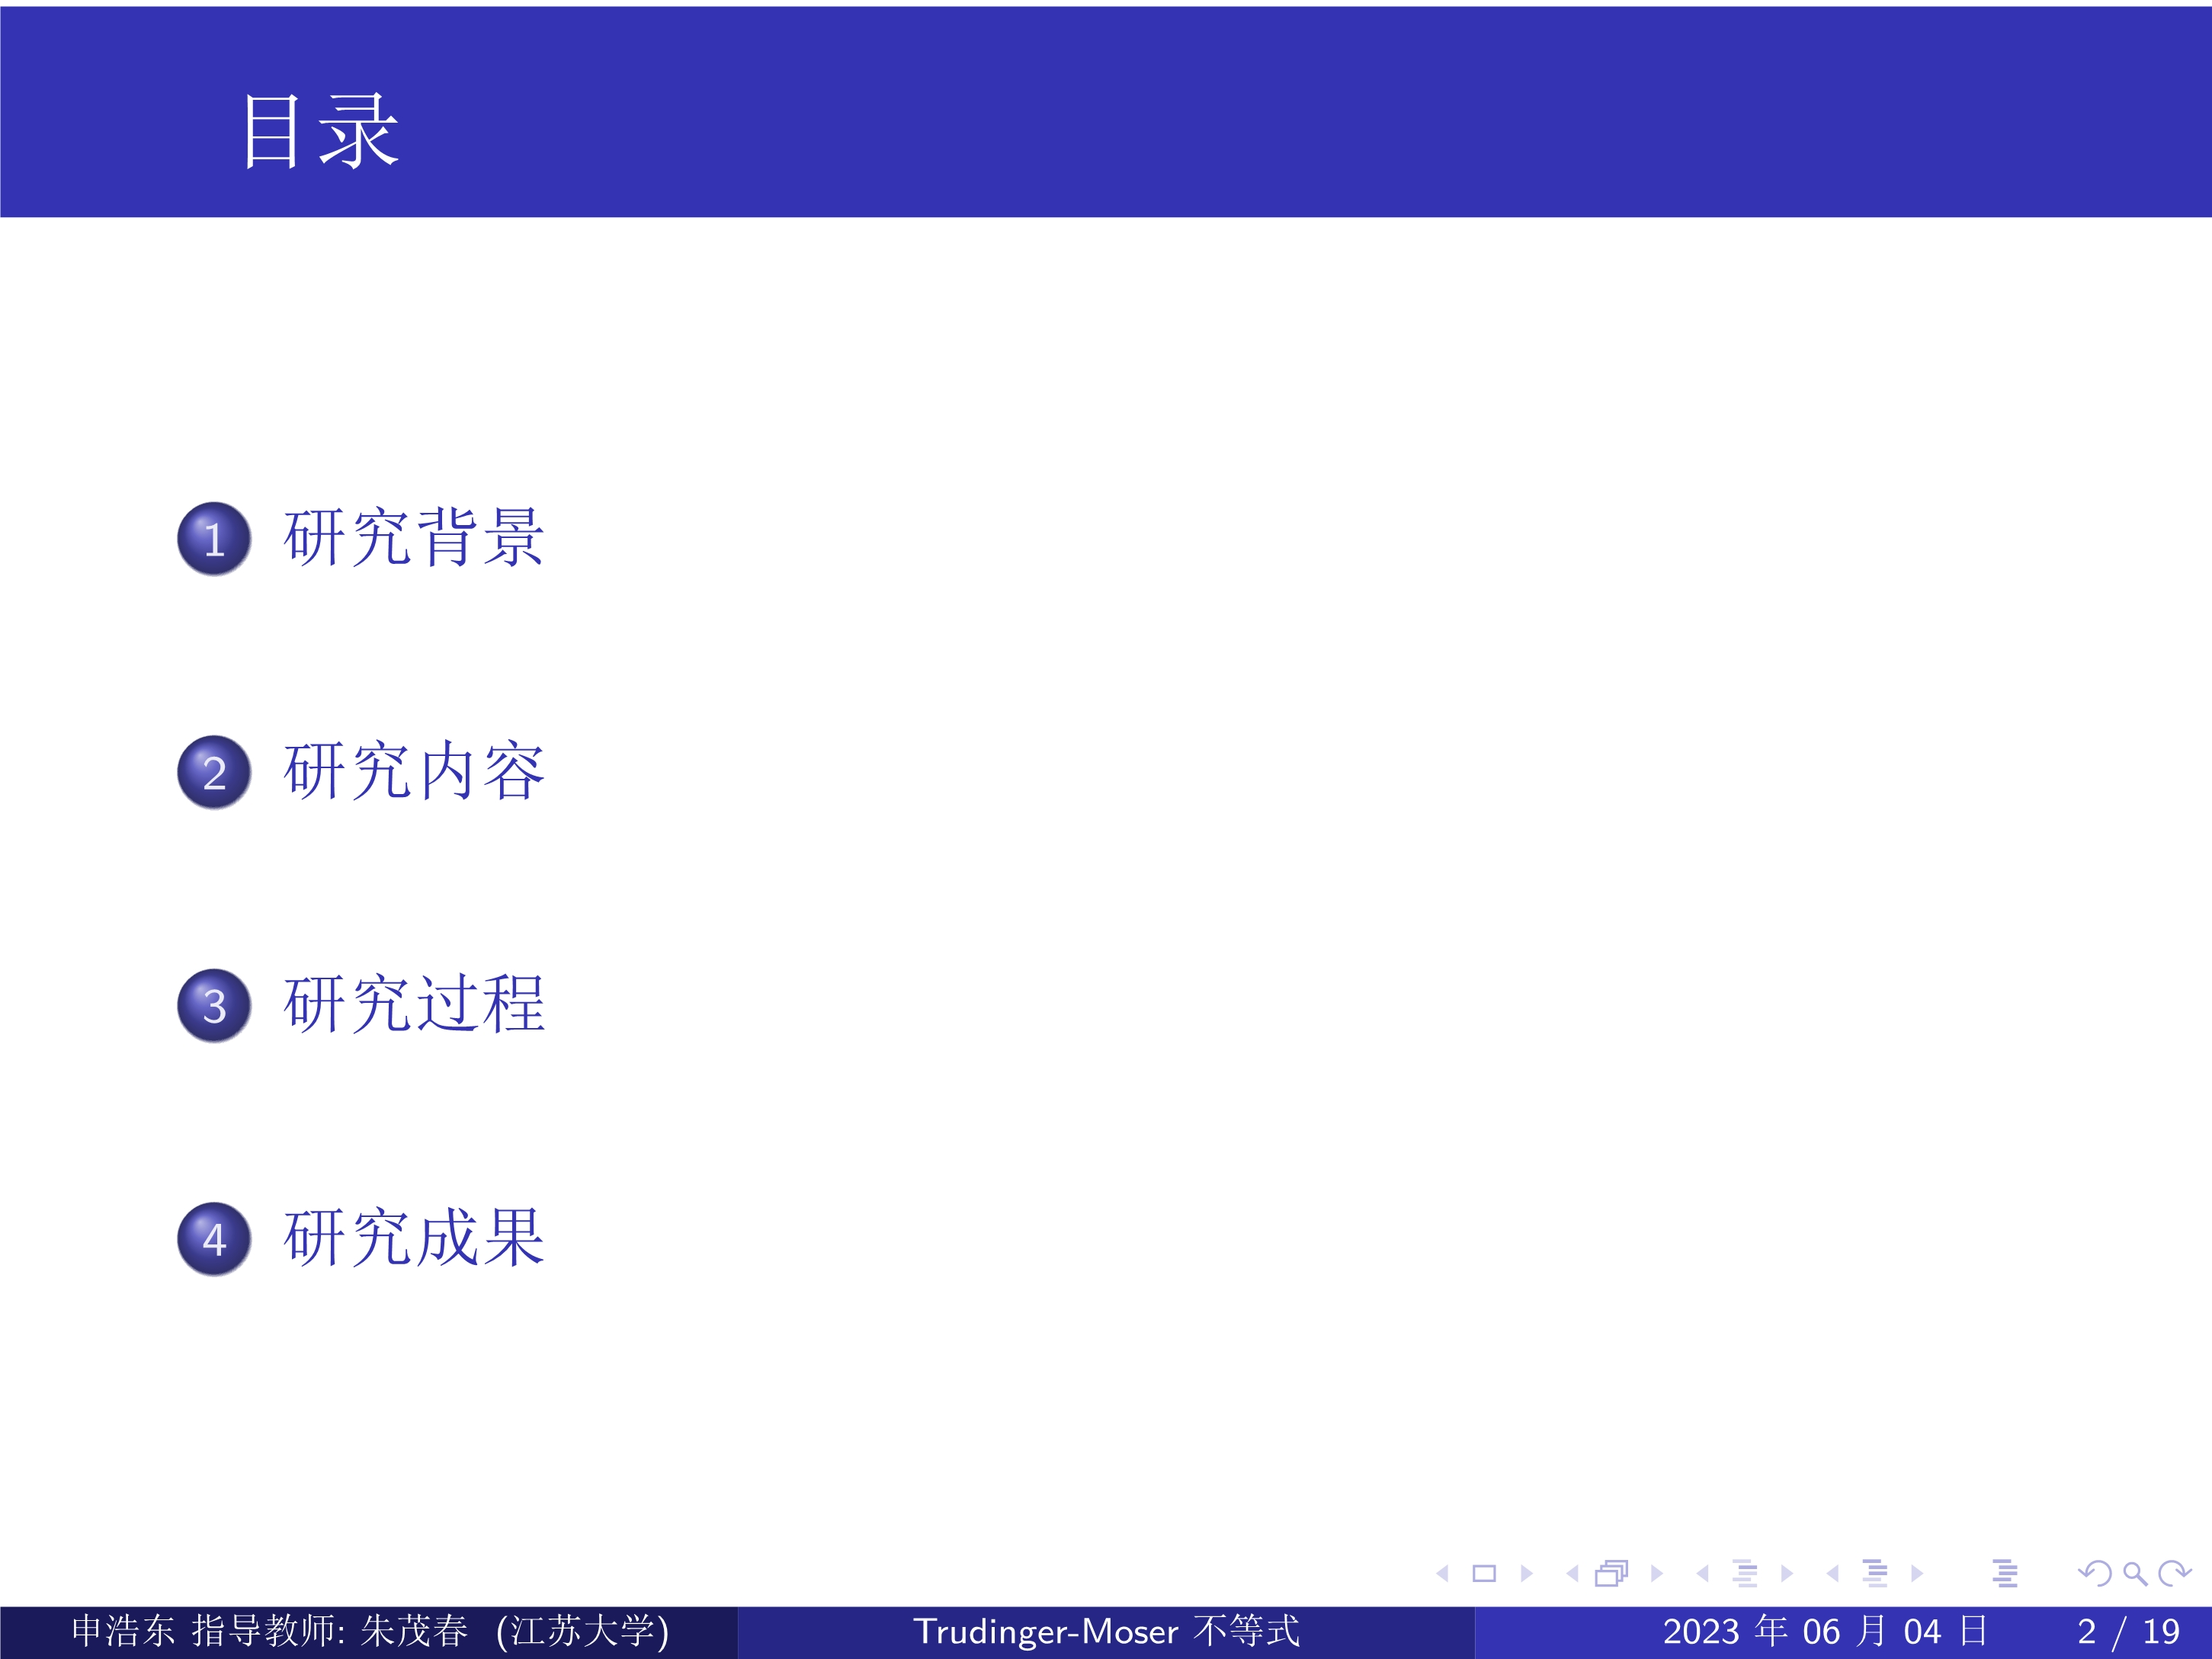 目录
1 研究背景
2 研究内容
3 研究过程
4 研究成果
申浩东 指导教师: 朱茂春 (江苏大学) Trudinger-Moser 不等式 2023 年 06 月 04 日 2 / 19